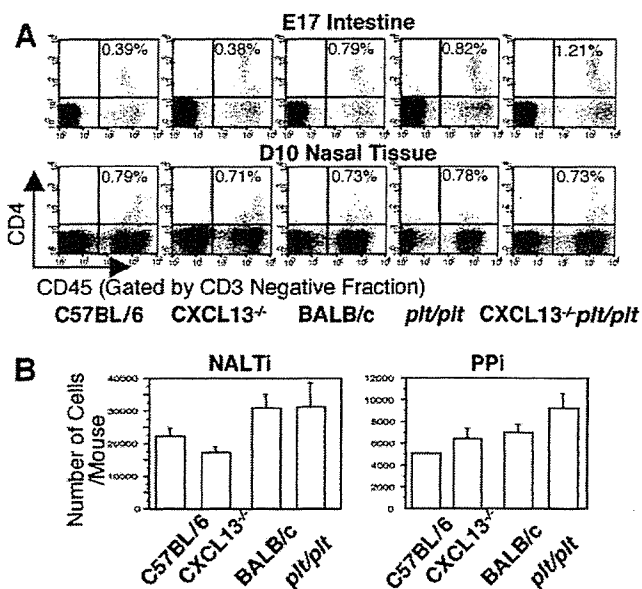 A
E17 Intestine
0.39% 0.38% 0.79% 0.82% 1.21%
D10 Nasal Tissue
0.79% 0.71% 0.73% 0.78% 0.73%
CD4
CD45 (Gated by CD3 Negative Fraction)
C57BL/6 CXCL13-/- BALB/c plt/plt CXCL13-/-plt/plt
B
NALTi PPi
Number of Cells
/Mouse
40000
30000
20000
10000
0
12000
10000
8000
6000
4000
2000
0
C57BL/6
CXCL13-/-
BALB/c
plt/plt
C57BL/6
CXCL13-/-
BALB/c
plt/plt